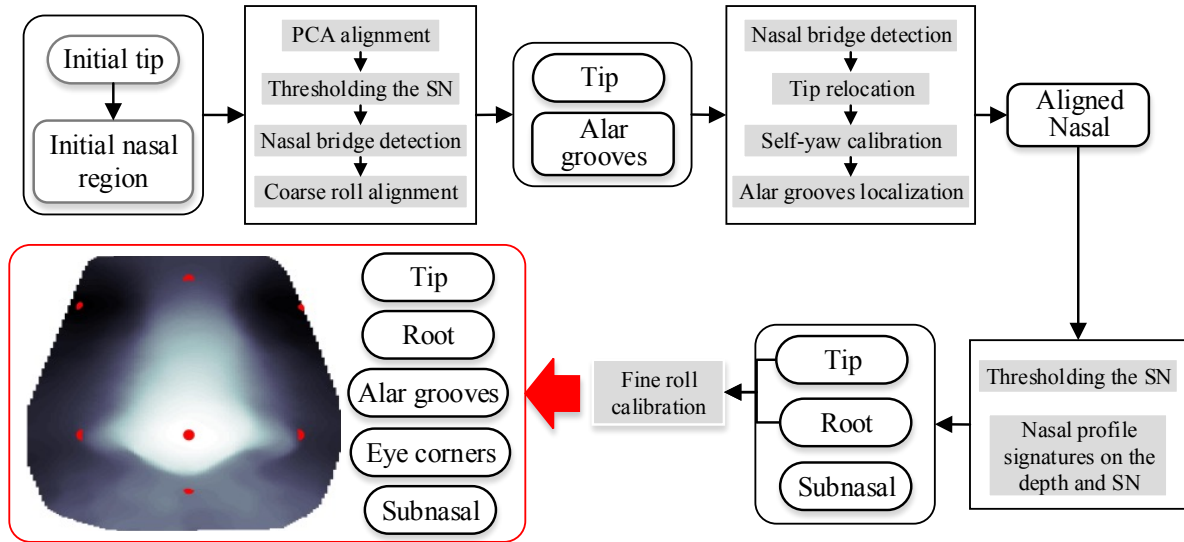 Initial tip
Initial nasal
region
PCA alignment
Thresholding the SN
Nasal bridge detection
Coarse roll alignment
Tip
Alar
grooves
Nasal bridge detection
Tip relocation
Self-yaw calibration
Alar grooves localization
Aligned
Nasal
Thresholding the SN
Nasal profile
signatures on the
depth and SN
Tip
Root
Subnasal
Fine roll
calibration
Tip
Root
Alar grooves
Eye corners
Subnasal